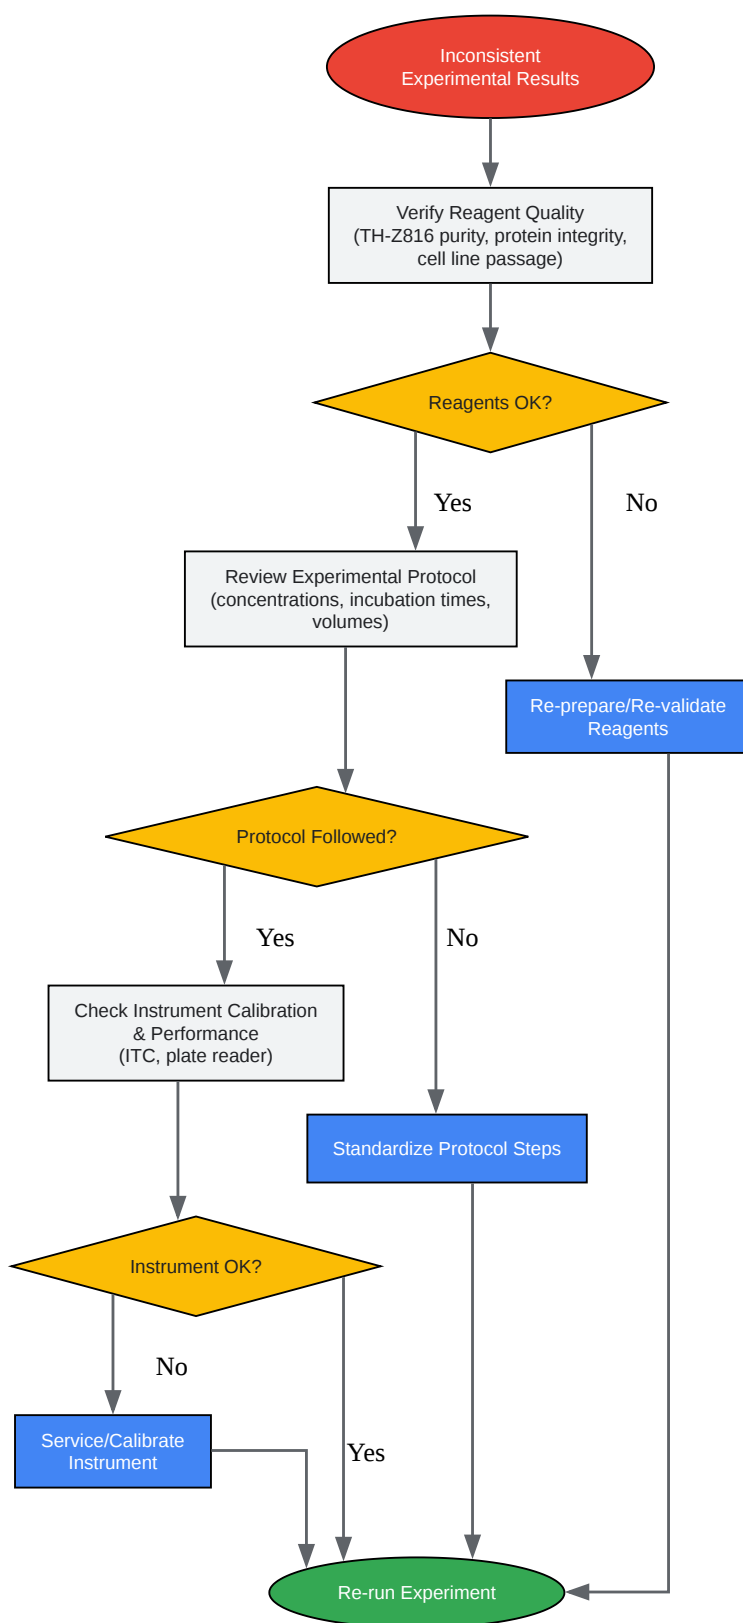 Inconsistent
Experimental Results
Verify Reagent Quality
(TH-Z816 purity, protein integrity,
cell line passage)
Reagents OK?
Yes
No
Review Experimental Protocol
(concentrations, incubation times,
volumes)
Re-prepare/Re-validate
Reagents
Protocol Followed?
Yes
No
Check Instrument Calibration
& Performance
(ITC, plate reader)
Standardize Protocol Steps
Instrument OK?
No
Yes
Service/Calibrate
Instrument
Re-run Experiment